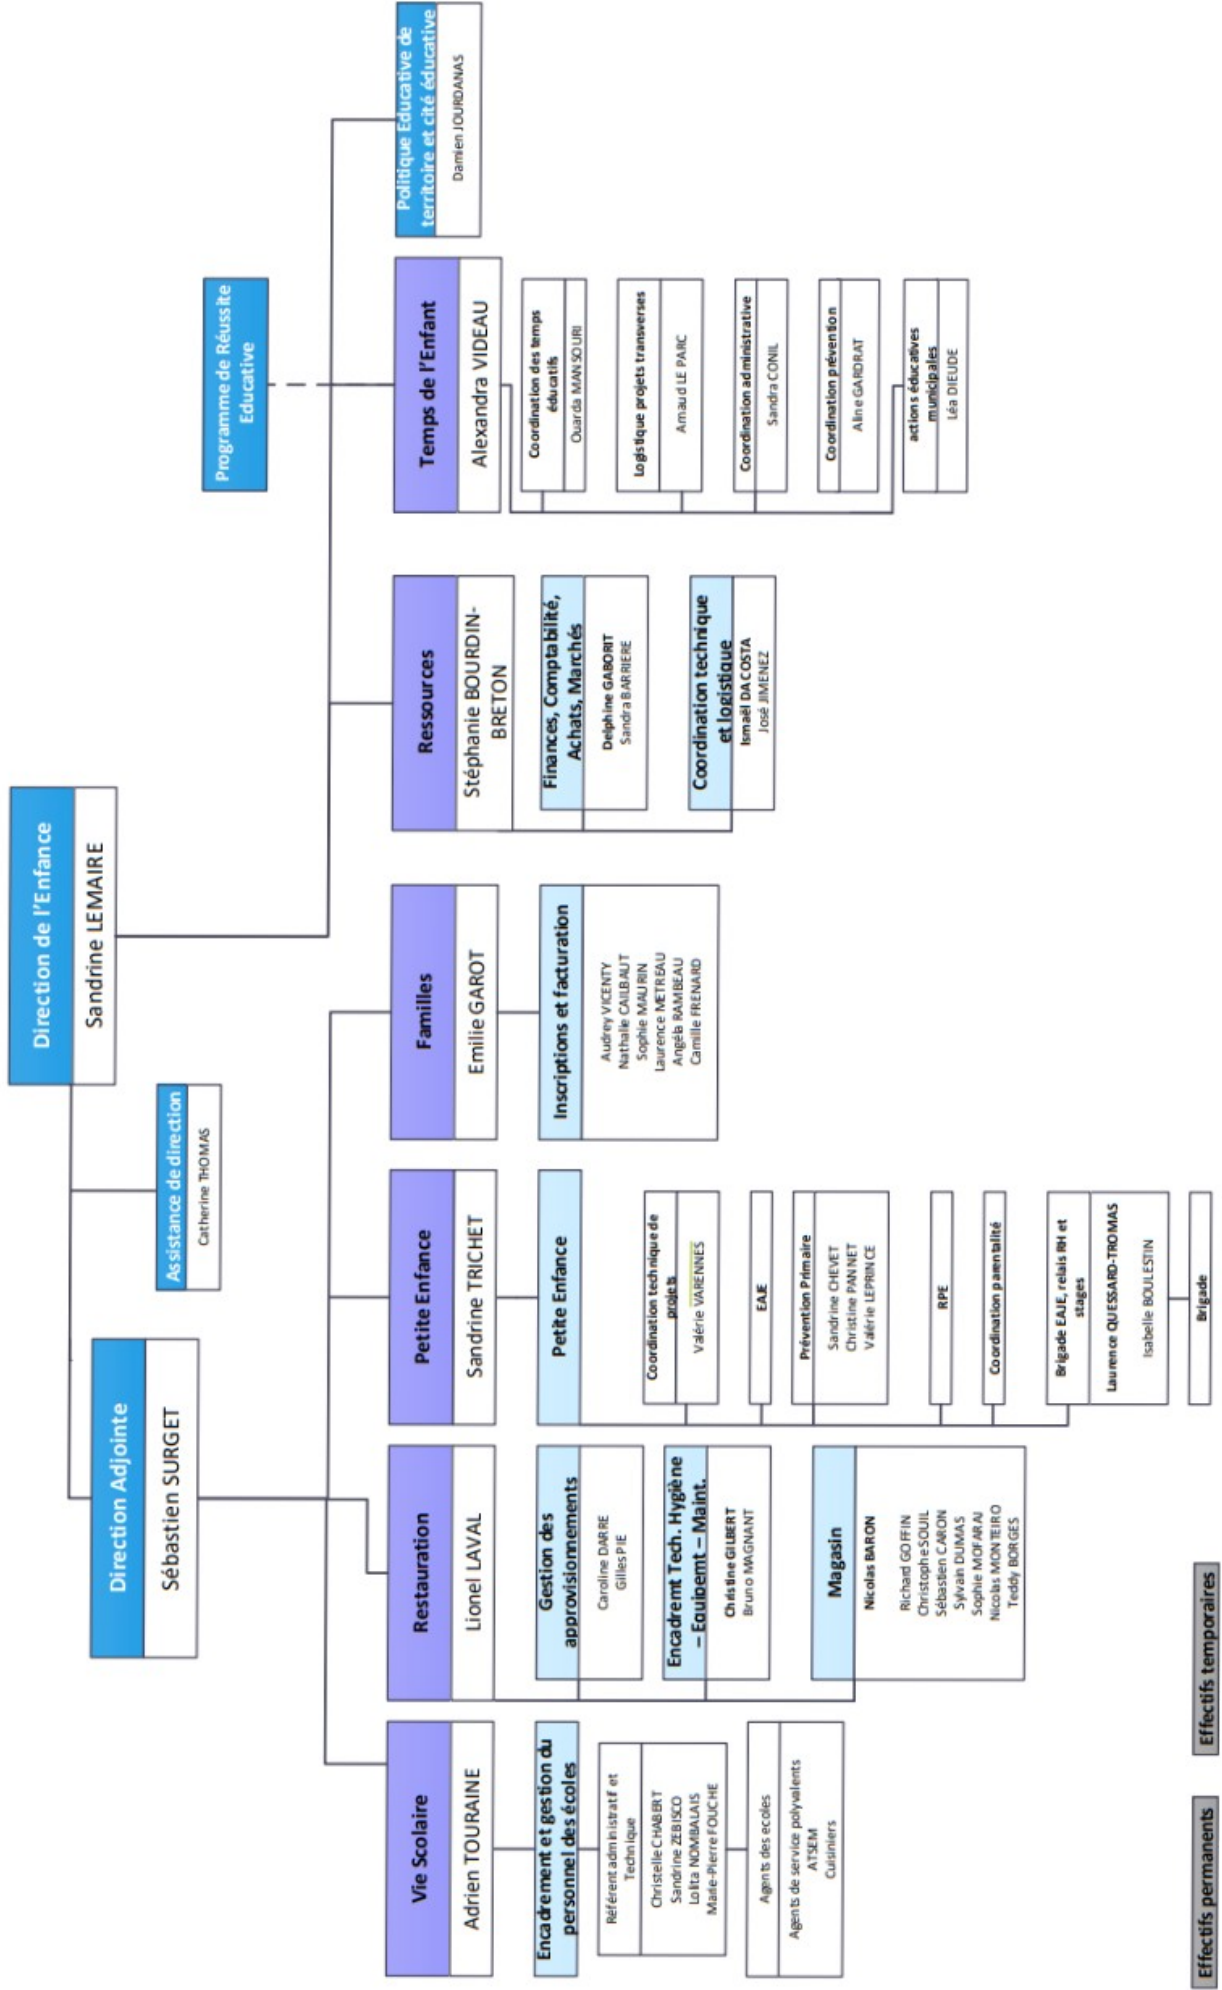 Direction de l’Enfance
Sandrine LEMAIRE
Assistance de direction
Catherine THOMAS
Direction Adjointe
Sébastien SURGET
Programme de Réussite
Educative
Vie Scolaire
Adrien TOURAINE
Encadrement et gestion du
personnel des écoles
Référent administratif et
Technique
Christelle CHABERT
Sandrine ZEBISCO
Lolita NOMBALAIS
Marie-Pierre FOUCHE
Agents des ecoles
Agents de service polyvalents
ATSEM
Cuisiniers
Restauration
Lionel LAVAL
Gestion des
approvisionnements
Caroline DARRE
Gilles PIE
Encadremt Tech. Hygiène
– Equipemt – Maint.
Christine GILBERT
Bruno MAGNANT
Magasin
Nicolas BARON
Richard GOFFIN
Christophe SOUIL
Sébastien CARON
Sylvain DUMAS
Sophie MOFARAJ
Nicolas MONTEIRO
Teddy BORGES
Petite Enfance
Sandrine TRICHET
Petite Enfance
Coordination technique de
projets
Valérie VARENNES
EAJE
Prévention Primaire
Sandrine CHEVET
Christine PANNET
Valérie LEPRINCE
RPE
Coordination parentalité
Brigade EAJE, relais RH et
stages
Laurence QUESSARD-TROMAS
Isabelle BOULESTIN
Brigade
Familles
Emilie GAROT
Inscriptions et facturation
Audrey VICENTY
Nathalie CAILBAUT
Sophie MAURIN
Laurence METREAU
Angéla RAMBEAU
Camille FRENARD
Ressources
Stéphanie BOURDIN-
BRETON
Finances, Comptabilité,
Achats, Marchés
Delphine GABORIT
Sandra BARRIERE
Coordination technique
et logistique
Ismaël DA COSTA
José JIMENEZ
Temps de l’Enfant
Alexandra VIDEAU
Coordination des temps
éducatifs
Ouarda MANSOURI
Logistique projets transverses
Arnaud LE PARC
Coordination administrative
Sandra CONIL
Coordination prévention
Aline GARDRAT
actions éducatives
municipales
Léa DIEUDE
Politique Educative de
territoire et cité éducative
Damien JOURDANAS
Effectifs permanents
Effectifs temporaires